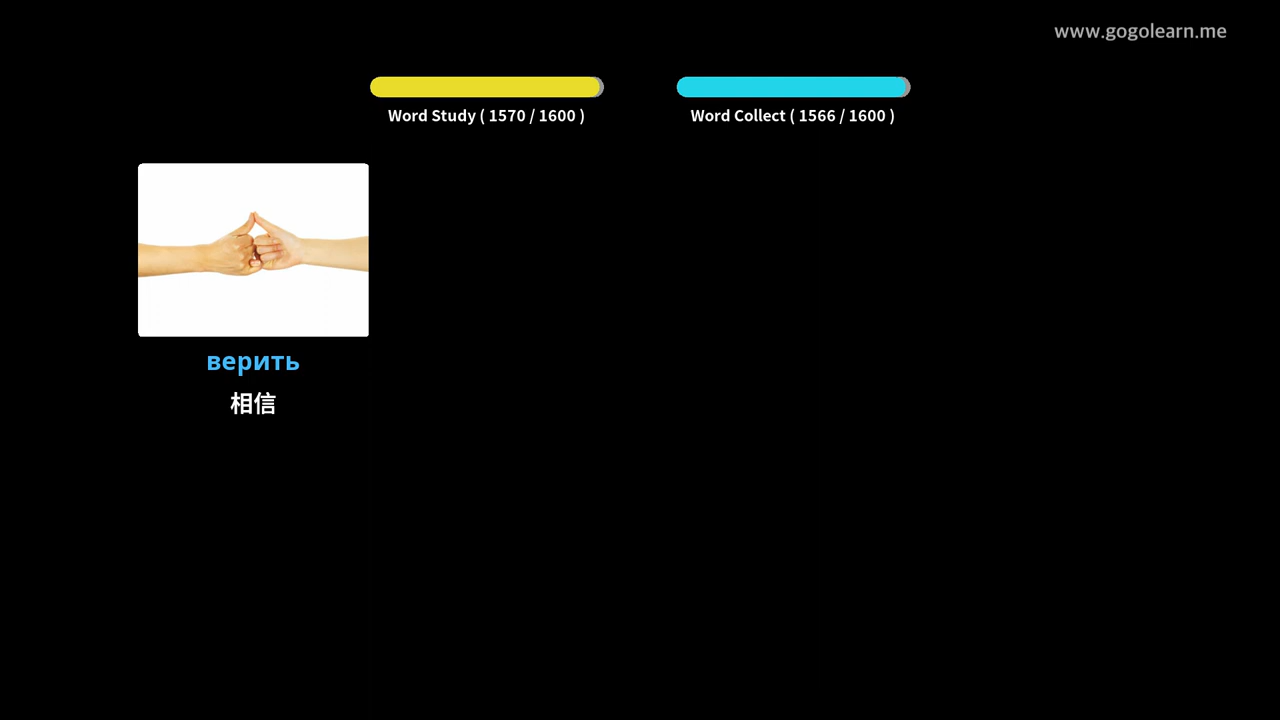 www.gogolearn.me
Word Study ( 1570 / 1600 )
Word Collect ( 1566 / 1600 )
верить
相信